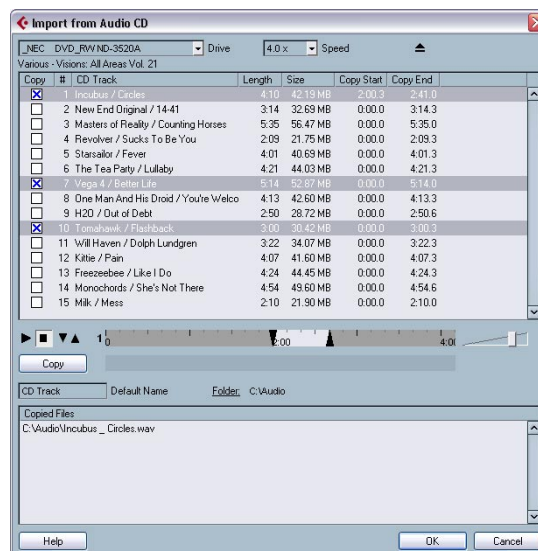 Import from Audio CD
_NEC DVD_RW ND-3520A Drive 4.0 x Speed
Various - Visions: All Areas Vol. 21
Copy # CD Track Length Size Copy Start Copy End
1 Incubus / Circles 4:10 42.19 MB 2:00.3 2:41.0
2 New End Original / 14-41 3:14 32.69 MB 0:00.0 3:14.3
3 Masters of Reality / Counting Horses 5:35 56.47 MB 0:00.0 5:35.0
4 Revolver / Sucks To Be You 2:09 21.75 MB 0:00.0 2:09.3
5 Starsailor / Fever 4:01 40.69 MB 0:00.0 4:01.3
6 The Tea Party / Lullaby 4:21 44.03 MB 0:00.0 4:21.3
7 Vega 4 / Better Life 5:14 52.87 MB 0:00.0 5:14.0
8 One Man And His Droid / You're Welco 4:13 42.60 MB 0:00.0 4:13.3
9 H2O / Out of Debt 2:50 28.72 MB 0:00.0 2:50.6
10 Tomahawk / Flashback 3:00 30.42 MB 0:00.0 3:00.3
11 Will Haven / Dolph Lundgren 3:22 34.07 MB 0:00.0 3:22.3
12 Kittie / Pain 4:07 41.60 MB 0:00.0 4:07.3
13 Freezeebee / Like I Do 4:24 44.45 MB 0:00.0 4:24.3
14 Monochords / She's Not There 4:54 49.60 MB 0:00.0 4:54.6
15 Milk / Mess 2:10 21.90 MB 0:00.0 2:10.0
1 0 2:00 4:00
Copy
CD Track Default Name Folder: C:\Audio
Copied Files
C:\Audio\Incubus _ Circles.wav
Help OK Cancel